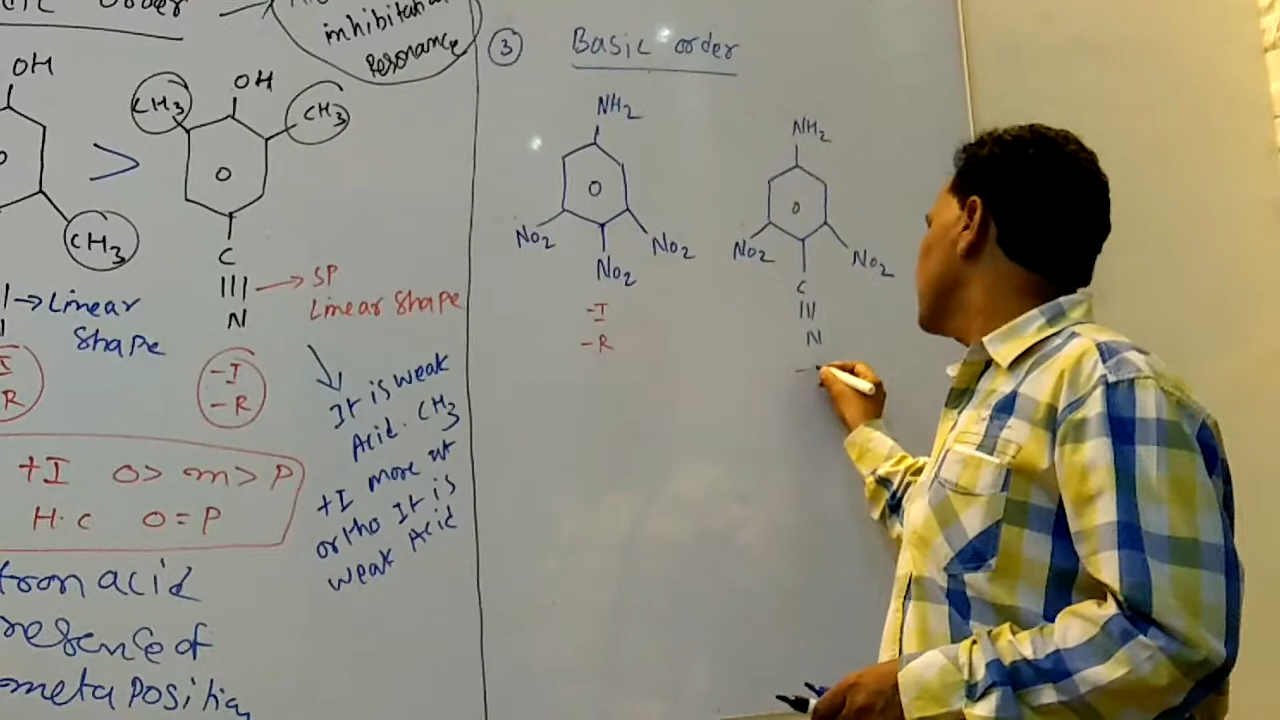 order
inhibitation
Resonance
OH
CH3
OH
CH3
CH3
>
O
C
N
SP
Linear Shape
Linear
Shape
-I
-R
I
R
It is weak
Acid. CH3
+I more at
ortho It is
weak Acid
+I O> m> P
H.C O=P
acid
of
meta Position
③ Basic order
NH2
O
NO2
NO2
NO2
-I
-R
NH2
O
NO2
NO2
C
N
-